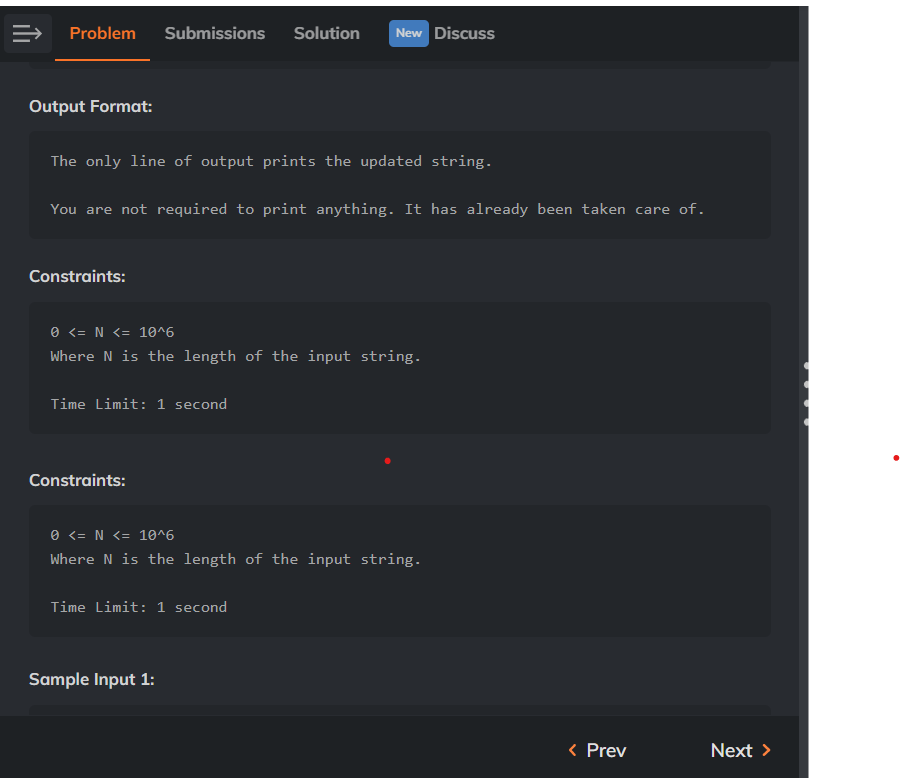 Problem
Submissions
Solution
New
Discuss
Output Format:
The only line of output prints the updated string.
You are not required to print anything. It has already been taken care of.
Constraints:
0 <= N <= 10^6
Where N is the length of the input string.
Time Limit: 1 second
Constraints:
0 <= N <= 10^6
Where N is the length of the input string.
Time Limit: 1 second
Sample Input 1:
Prev
Next